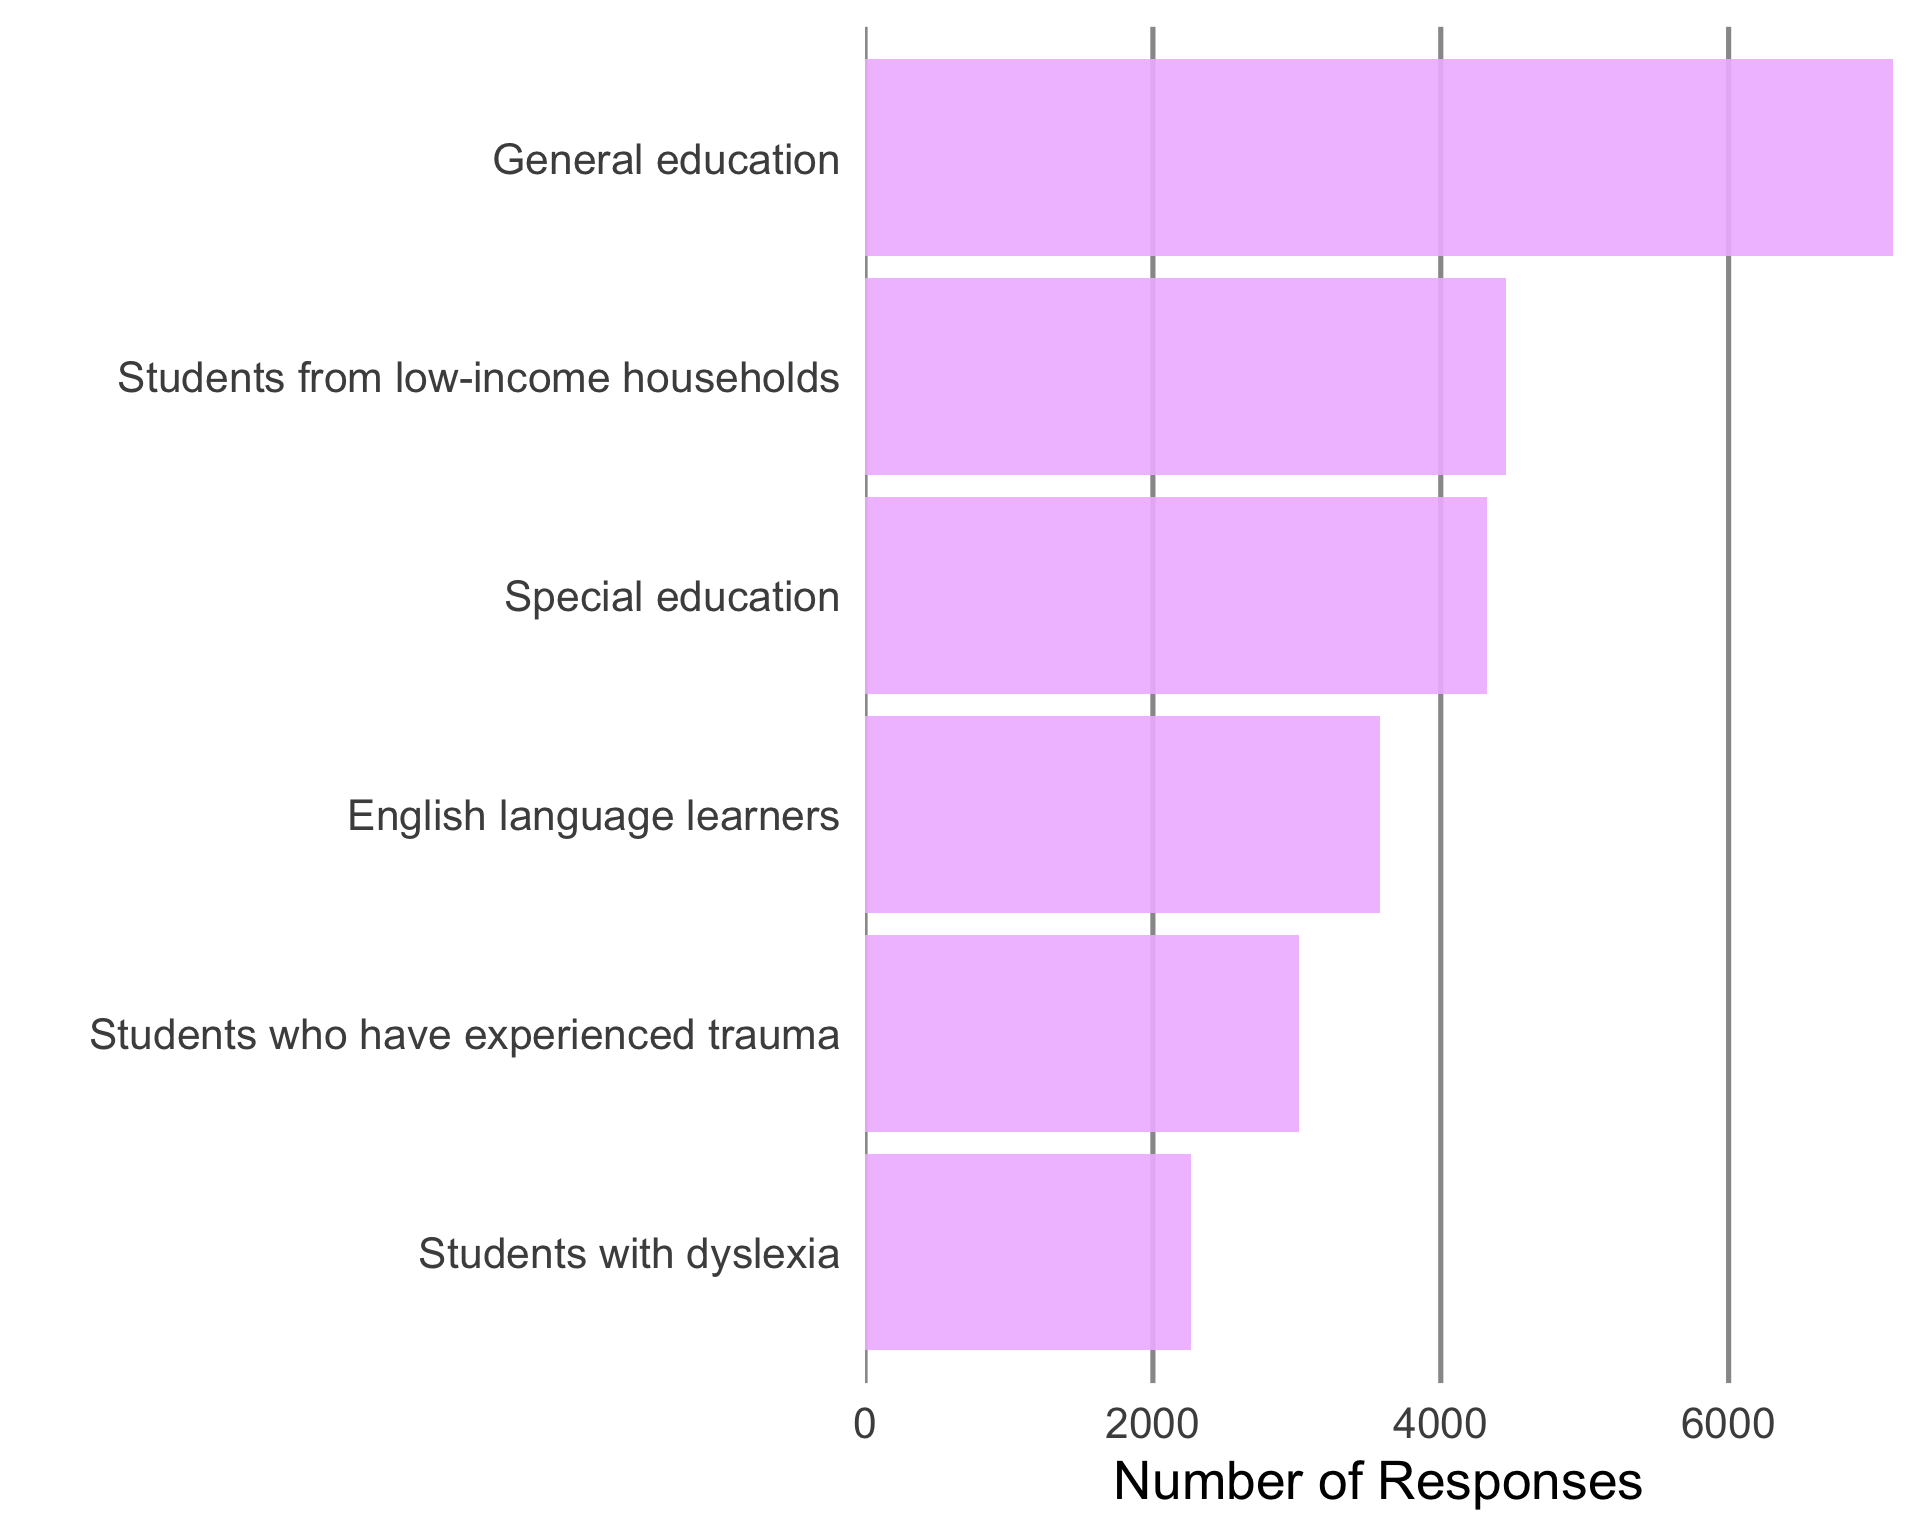 General education
Students from low-income households
Special education
English language learners
Students who have experienced trauma
Students with dyslexia
0 2000 4000 6000
Number of Responses